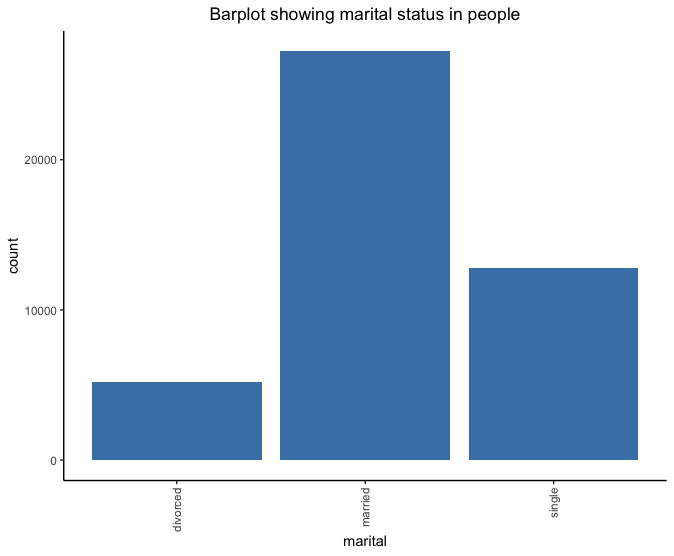 Barplot showing marital status in people
count
20000
10000
0
divorced
married
single
marital